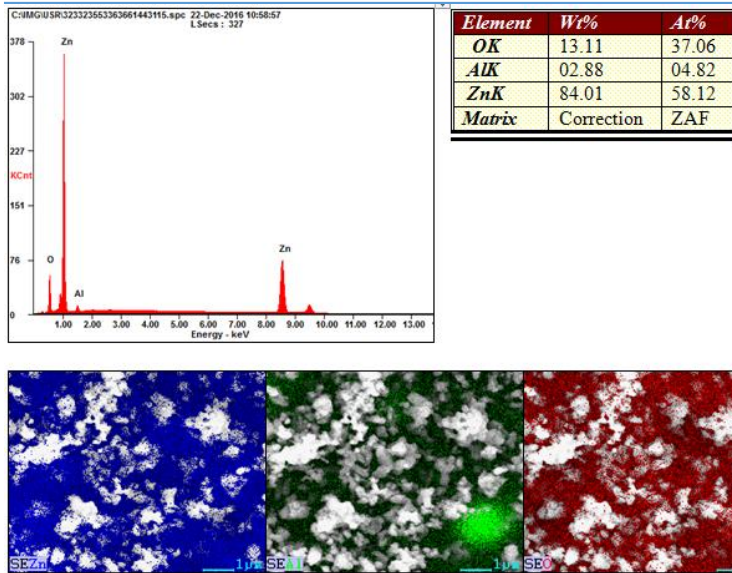 C:\IMG\USR\323323553363661443115.spc 22-Dec-2016 10:58:57
LSecs : 327
378
302
227
KCnt
151
76
0
Zn
O
Al
Zn
1.00 2.00 3.00 4.00 5.00 6.00 7.00 8.00 9.00 10.00 11.00 12.00 13.00
Energy - keV
Element Wt% At%
OK 13.11 37.06
AlK 02.88 04.82
ZnK 84.01 58.12
Matrix Correction ZAF
SEZn 1µm
SEAl 1µm
SEO